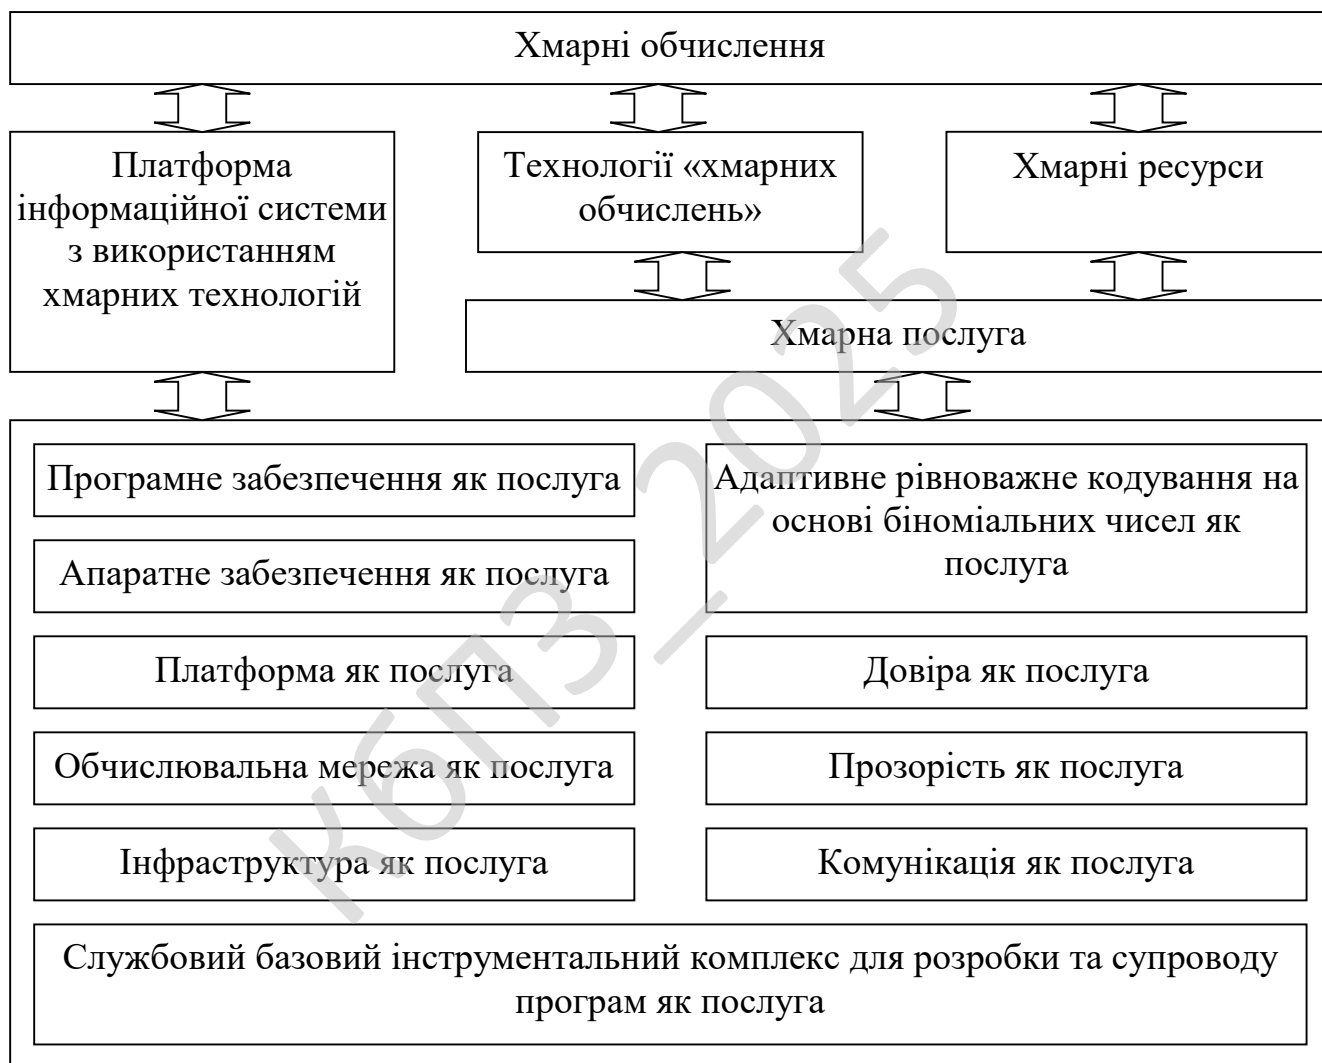 Хмарні обчислення
Платформа
інформаційної системи
з використанням
хмарних технологій
Технології «хмарних
обчислень»
Хмарні ресурси
Хмарна послуга
Програмне забезпечення як послуга
Апаратне забезпечення як послуга
Платформа як послуга
Обчислювальна мережа як послуга
Інфраструктура як послуга
Адаптивне рівноважне кодування на
основі біноміальних чисел як
послуга
Довіра як послуга
Прозорість як послуга
Комунікація як послуга
Службовий базовий інструментальний комплекс для розробки та супроводу
програм як послуга
КбПЗ_2025